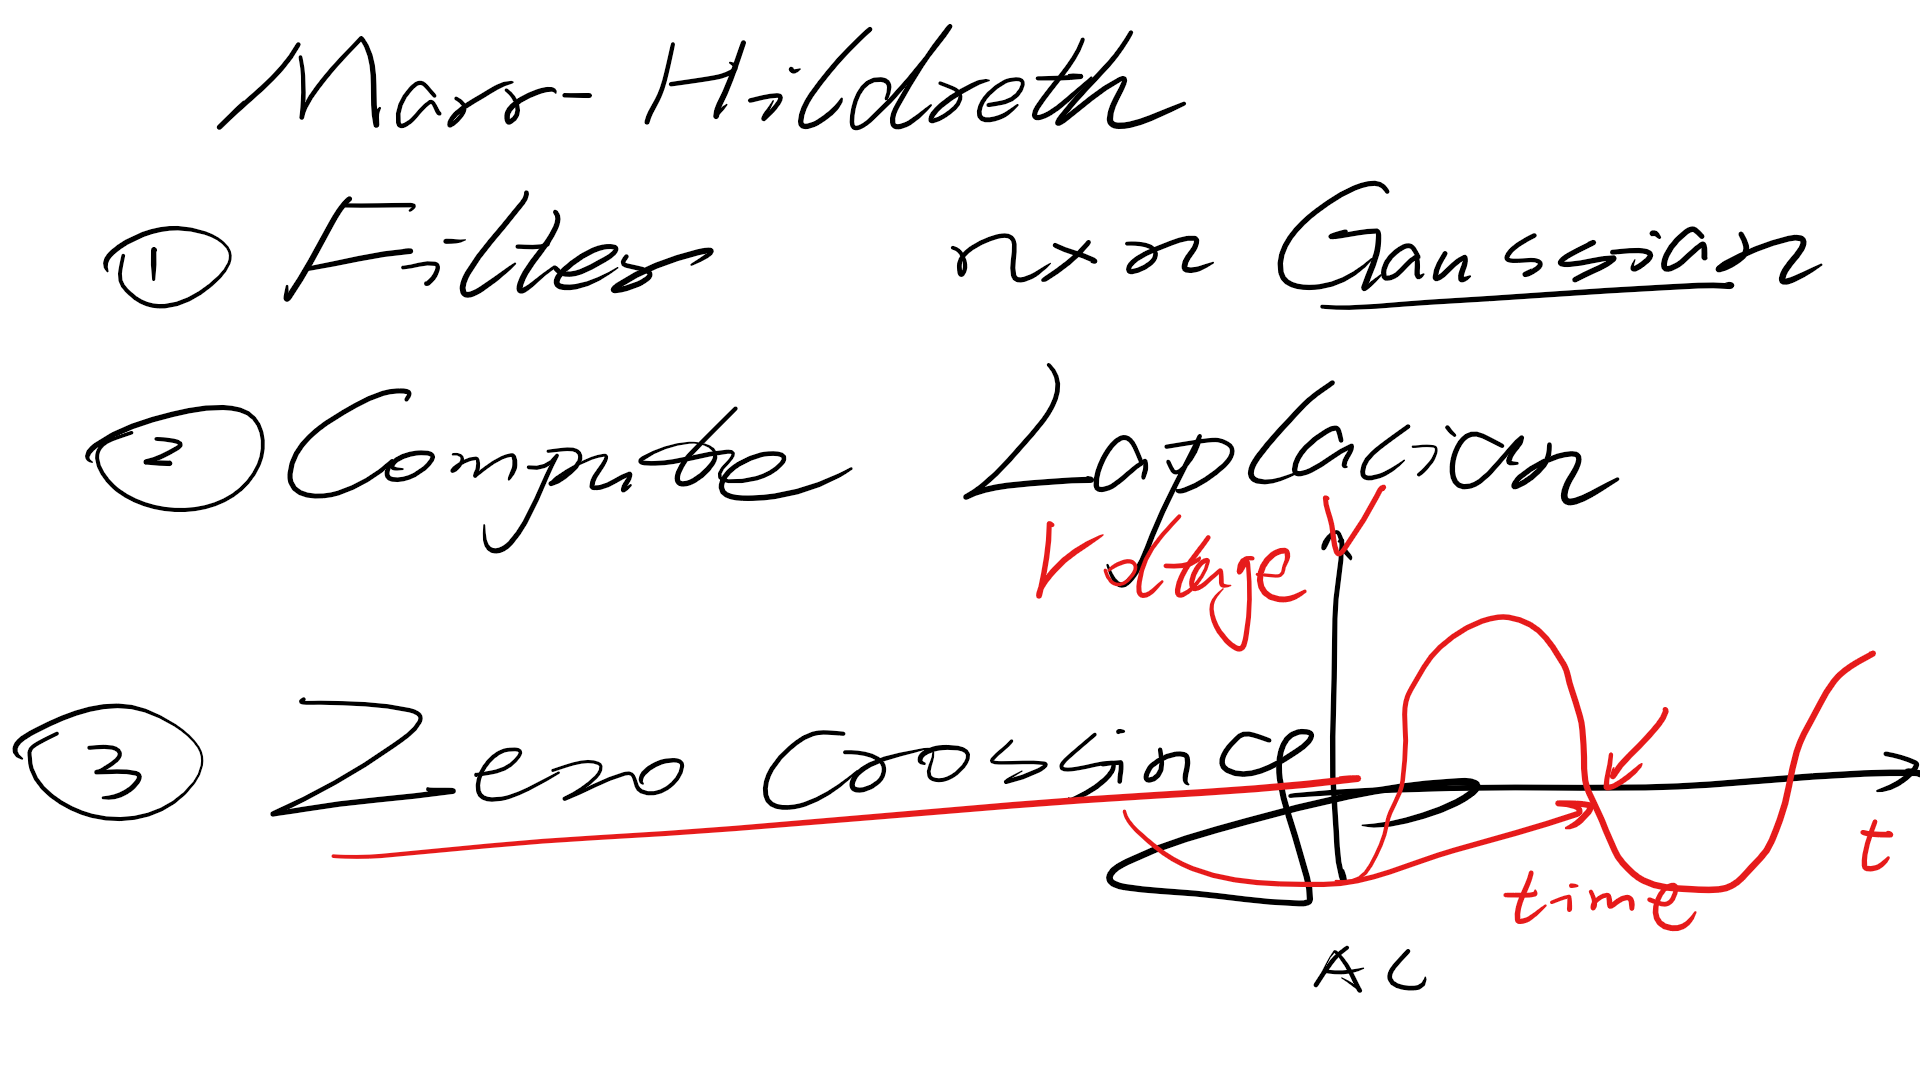 Marr-Hildreth
① Filter n×n Gaussian
② Compute Laplacian
Voltage V
③ Zero crossing
t
time
AC